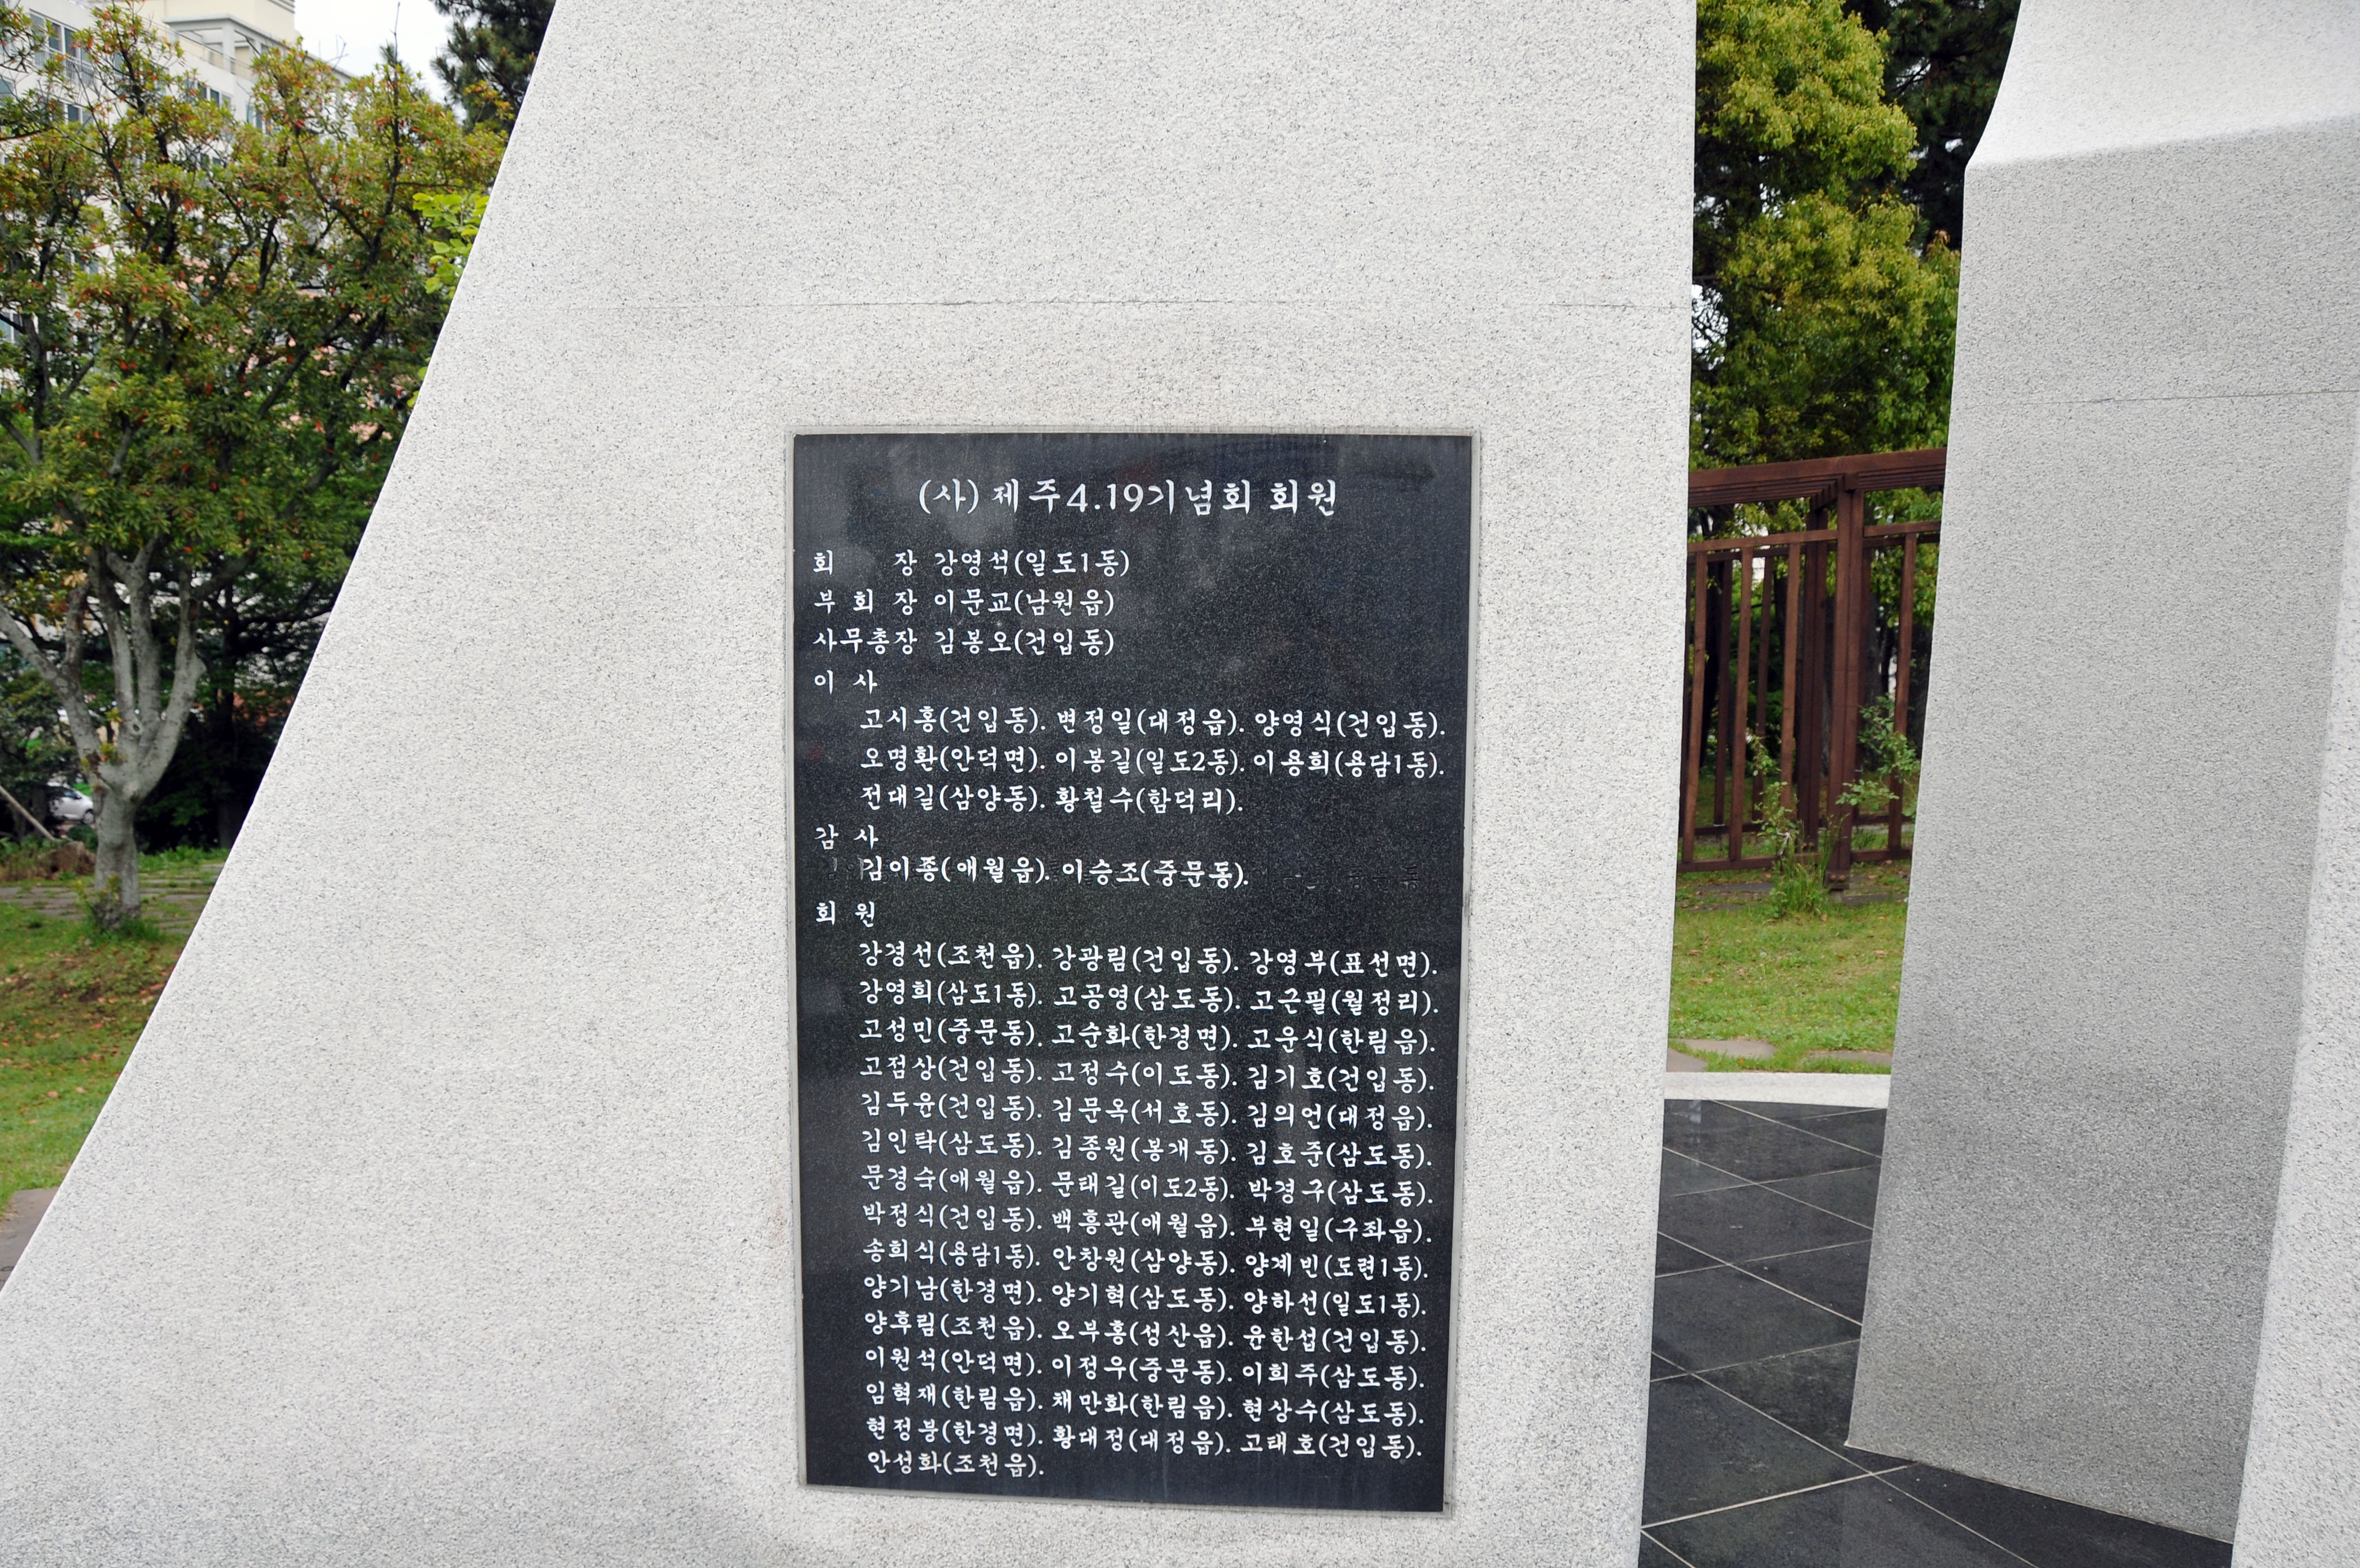 (사) 제주4.19기념회 회원
회 장 강영석(일도1동)
부 회 장 이문교(남원읍)
사무총장 김봉오(건입동)
이 사
고시홍(건입동). 변정일(대정읍). 양영식(건입동).
오명환(안덕면). 이봉길(일도2동). 이용희(용담1동).
전대길(삼양동). 황철수(함덕리).
감 사
김이종(애월읍). 이승조(중문동).
회 원
강경선(조천읍). 강광림(건입동). 강영부(표선면).
강영희(삼도1동). 고공영(삼도동). 고근필(월정리).
고성민(중문동). 고순화(한경면). 고운식(한림읍).
고점상(건입동). 고정수(이도동). 김기호(건입동).
김두윤(건입동). 김문옥(서호동). 김의언(대정읍).
김인탁(삼도동). 김종원(봉개동). 김호준(삼도동).
문경숙(애월읍). 문태길(이도2동). 박경구(삼도동).
박정식(건입동). 백흥관(애월읍). 부현일(구좌읍).
송희식(용담1동). 안창원(삼양동). 양계빈(도련1동).
양기남(한경면). 양기혁(삼도동). 양하선(일도1동).
양후림(조천읍). 오부흥(성산읍). 윤한섭(건입동).
이원석(안덕면). 이정우(중문동). 이희주(삼도동).
임혁재(한림읍). 채만화(한림읍). 현상수(삼도동).
현정붕(한경면). 황대정(대정읍). 고태호(건입동).
안성화(조천읍).